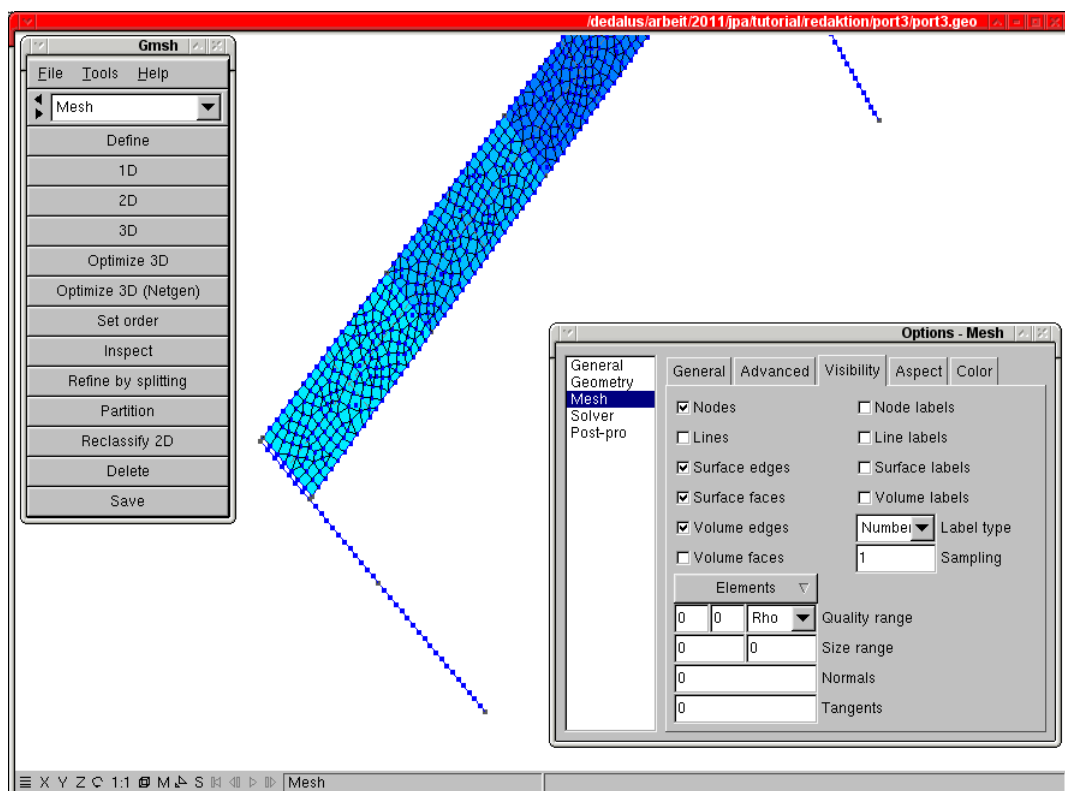 /dedalus/arbeit/2011/jpa/tutorial/redaktion/port3/port3.geo
Gmsh
File Tools Help
Mesh
Define
1D
2D
3D
Optimize 3D
Optimize 3D (Netgen)
Set order
Inspect
Refine by splitting
Partition
Reclassify 2D
Delete
Save
Options - Mesh
General
Geometry
Mesh
Solver
Post-pro
General Advanced Visibility Aspect Color
Nodes Node labels
Lines Line labels
Surface edges Surface labels
Surface faces Volume labels
Volume edges Number Label type
Volume faces 1 Sampling
Elements
0 0 Rho Quality range
0 0 Size range
0 Normals
0 Tangents
X Y Z 1:1 M S Mesh